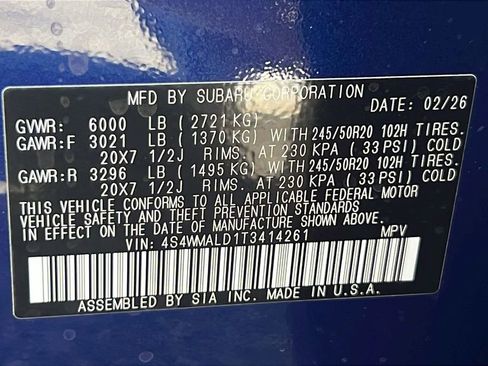 MFD BY SUBARU CORPORATION DATE: 02/26
GVWR: 6000 LB (2721 KG)
GAWR:F 3021 LB (1370 KG) WITH 245/50R20 102H TIRES.
20X7 1/2J RIMS. AT 230 KPA (33 PSI) COLD
GAWR:R 3296 LB (1495 KG) WITH 245/50R20 102H TIRES.
20X7 1/2J RIMS. AT 230 KPA (33 PSI) COLD
THIS VEHICLE CONFORMS TO ALL APPLICABLE FEDERAL MOTOR
VEHICLE SAFETY AND THEFT PREVENTION STANDARDS
IN EFFECT ON THE DATE OF MANUFACTURE SHOWN ABOVE.
VIN: 4S4WMALD1T3414261 MPV
ASSEMBLED BY SIA INC. MADE IN U.S.A.